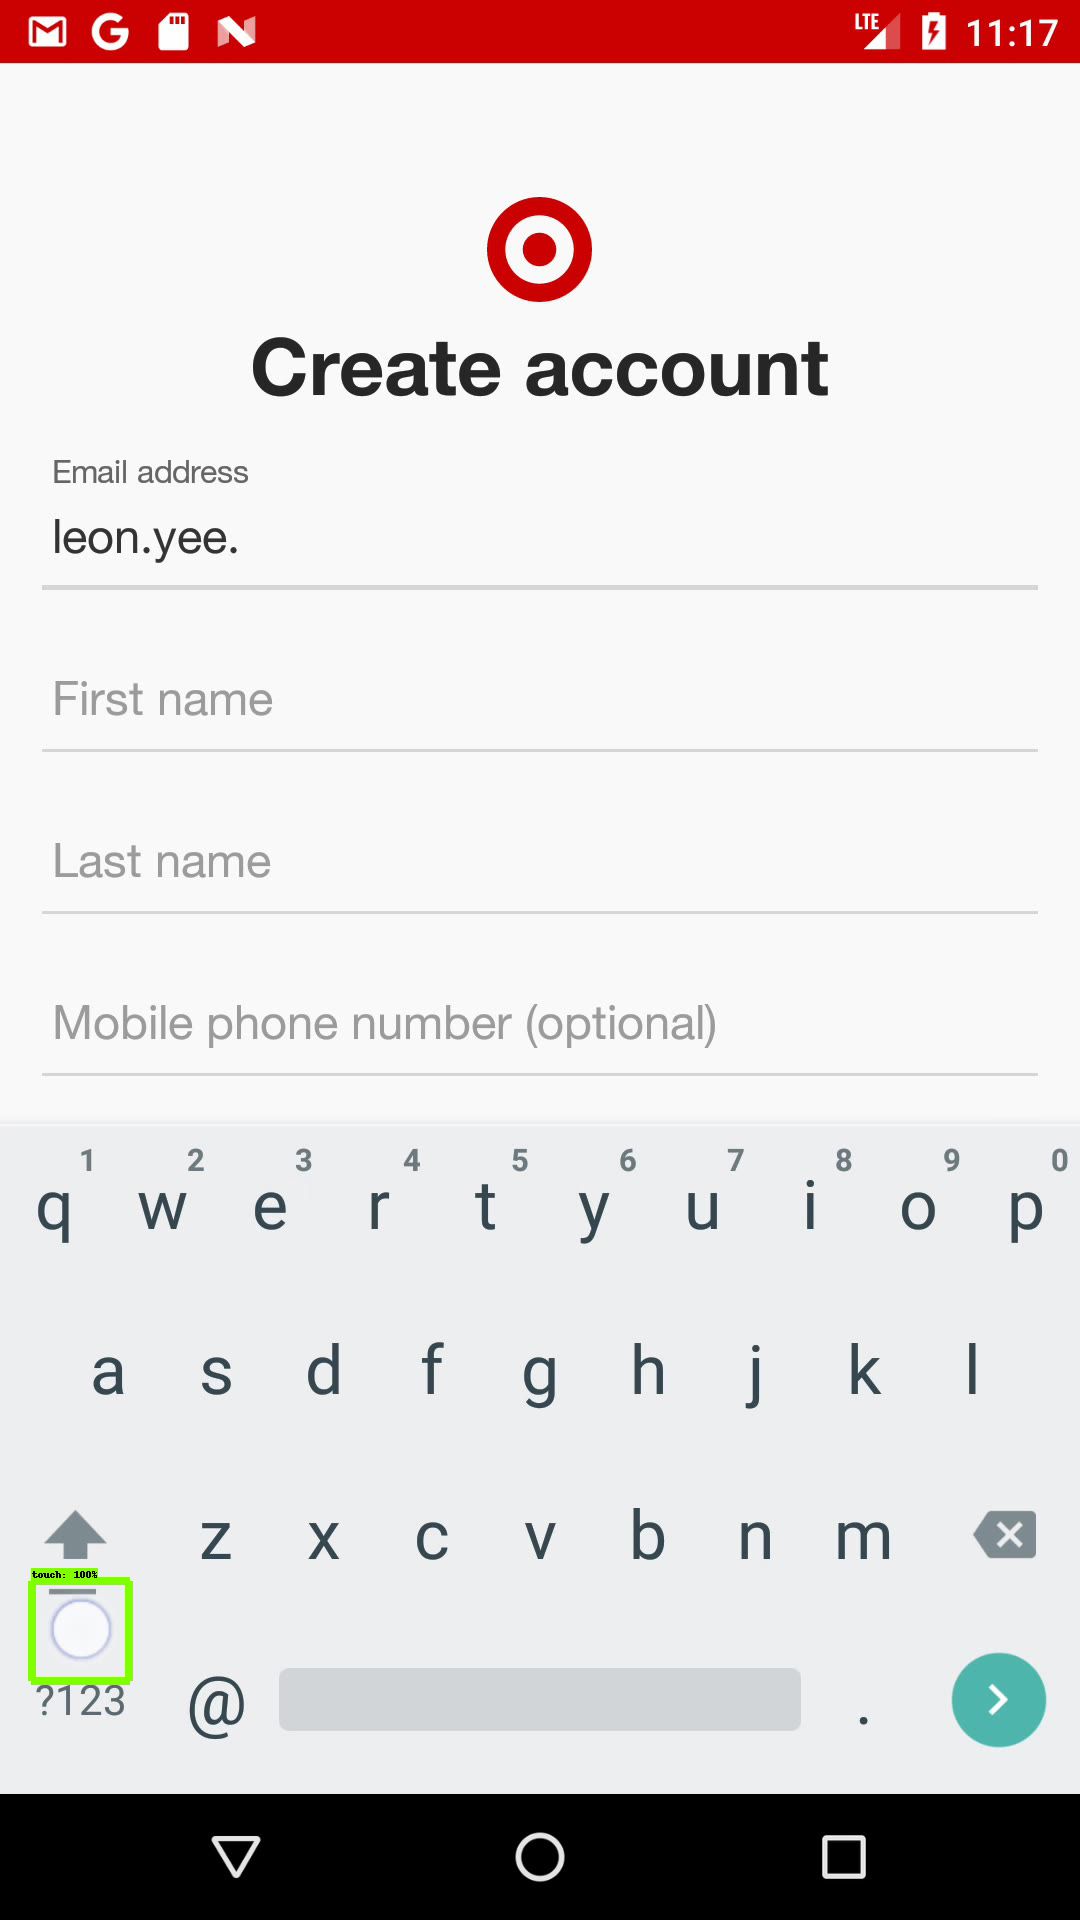 LTE 11:17
Create account
Email address
leon.yee.
First name
Last name
Mobile phone number (optional)
1 2 3 4 5 6 7 8 9 0
q w e r t y u i o p
a s d f g h j k l
z x c v b n m
touch: 100%
?123 @ .